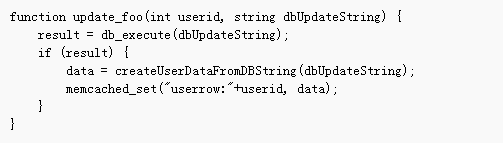 function update_foo(int userid, string dbUpdateString) {
    result = db_execute(dbUpdateString);
    if (result) {
        data = createUserDataFromDBString(dbUpdateString);
        memcached_set("userrow:"+userid, data);
    }
}